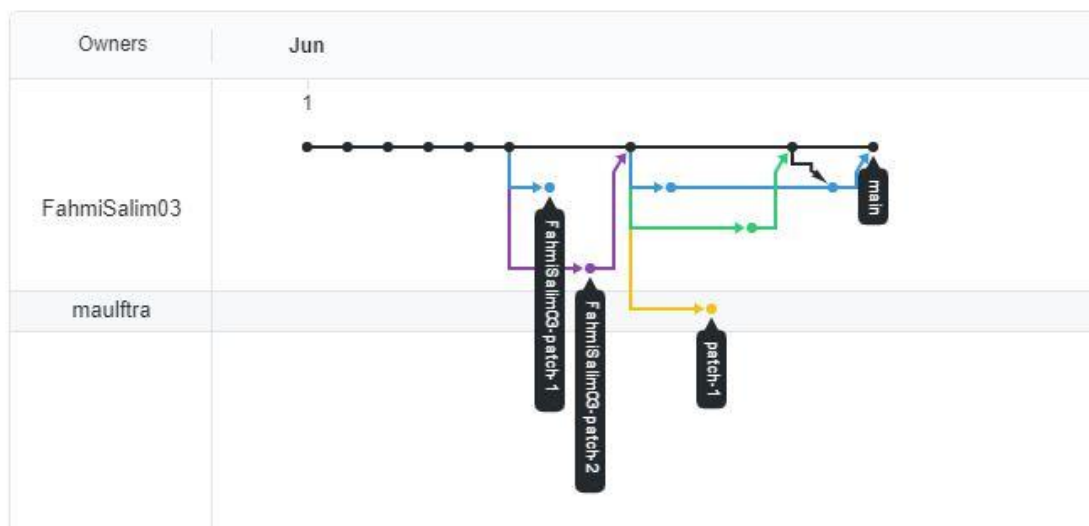 Owners
Jun
1
FahmiSalim03
main
FahmiSalim03-patch-1
FahmiSalim03-patch-2
maulftra
patch-1